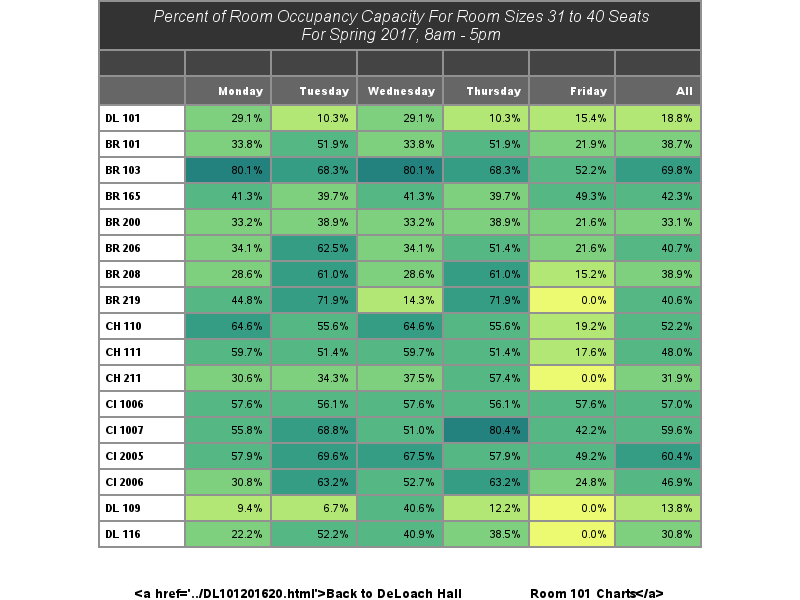 Percent of Room Occupancy Capacity For Room Sizes 31 to 40 Seats
For Spring 2017, 8am - 5pm
Monday Tuesday Wednesday Thursday Friday All
DL 101 29.1% 10.3% 29.1% 10.3% 15.4% 18.8%
BR 101 33.8% 51.9% 33.8% 51.9% 21.9% 38.7%
BR 103 80.1% 68.3% 80.1% 68.3% 52.2% 69.8%
BR 165 41.3% 39.7% 41.3% 39.7% 49.3% 42.3%
BR 200 33.2% 38.9% 33.2% 38.9% 21.6% 33.1%
BR 206 34.1% 62.5% 34.1% 51.4% 21.6% 40.7%
BR 208 28.6% 61.0% 28.6% 61.0% 15.2% 38.9%
BR 219 44.8% 71.9% 14.3% 71.9% 0.0% 40.6%
CH 110 64.6% 55.6% 64.6% 55.6% 19.2% 52.2%
CH 111 59.7% 51.4% 59.7% 51.4% 17.6% 48.0%
CH 211 30.6% 34.3% 37.5% 57.4% 0.0% 31.9%
CI 1006 57.6% 56.1% 57.6% 56.1% 57.6% 57.0%
CI 1007 55.8% 68.8% 51.0% 80.4% 42.2% 59.6%
CI 2005 57.9% 69.6% 67.5% 57.9% 49.2% 60.4%
CI 2006 30.8% 63.2% 52.7% 63.2% 24.8% 46.9%
DL 109 9.4% 6.7% 40.6% 12.2% 0.0% 13.8%
DL 116 22.2% 52.2% 40.9% 38.5% 0.0% 30.8%
<a href='../DL101201620.html'>Back to DeLoach Hall Room 101 Charts</a>